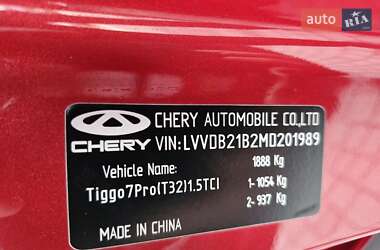 auto RIA
CHERY AUTOMOBILE CO.,LTD
CHERY VIN:LVVDB21B2MD201989
1888 Kg
Vehicle Name:
1-1054 Kg
Tiggo7Pro(T32)1.5TCI
2-937 Kg
MADE IN CHINA